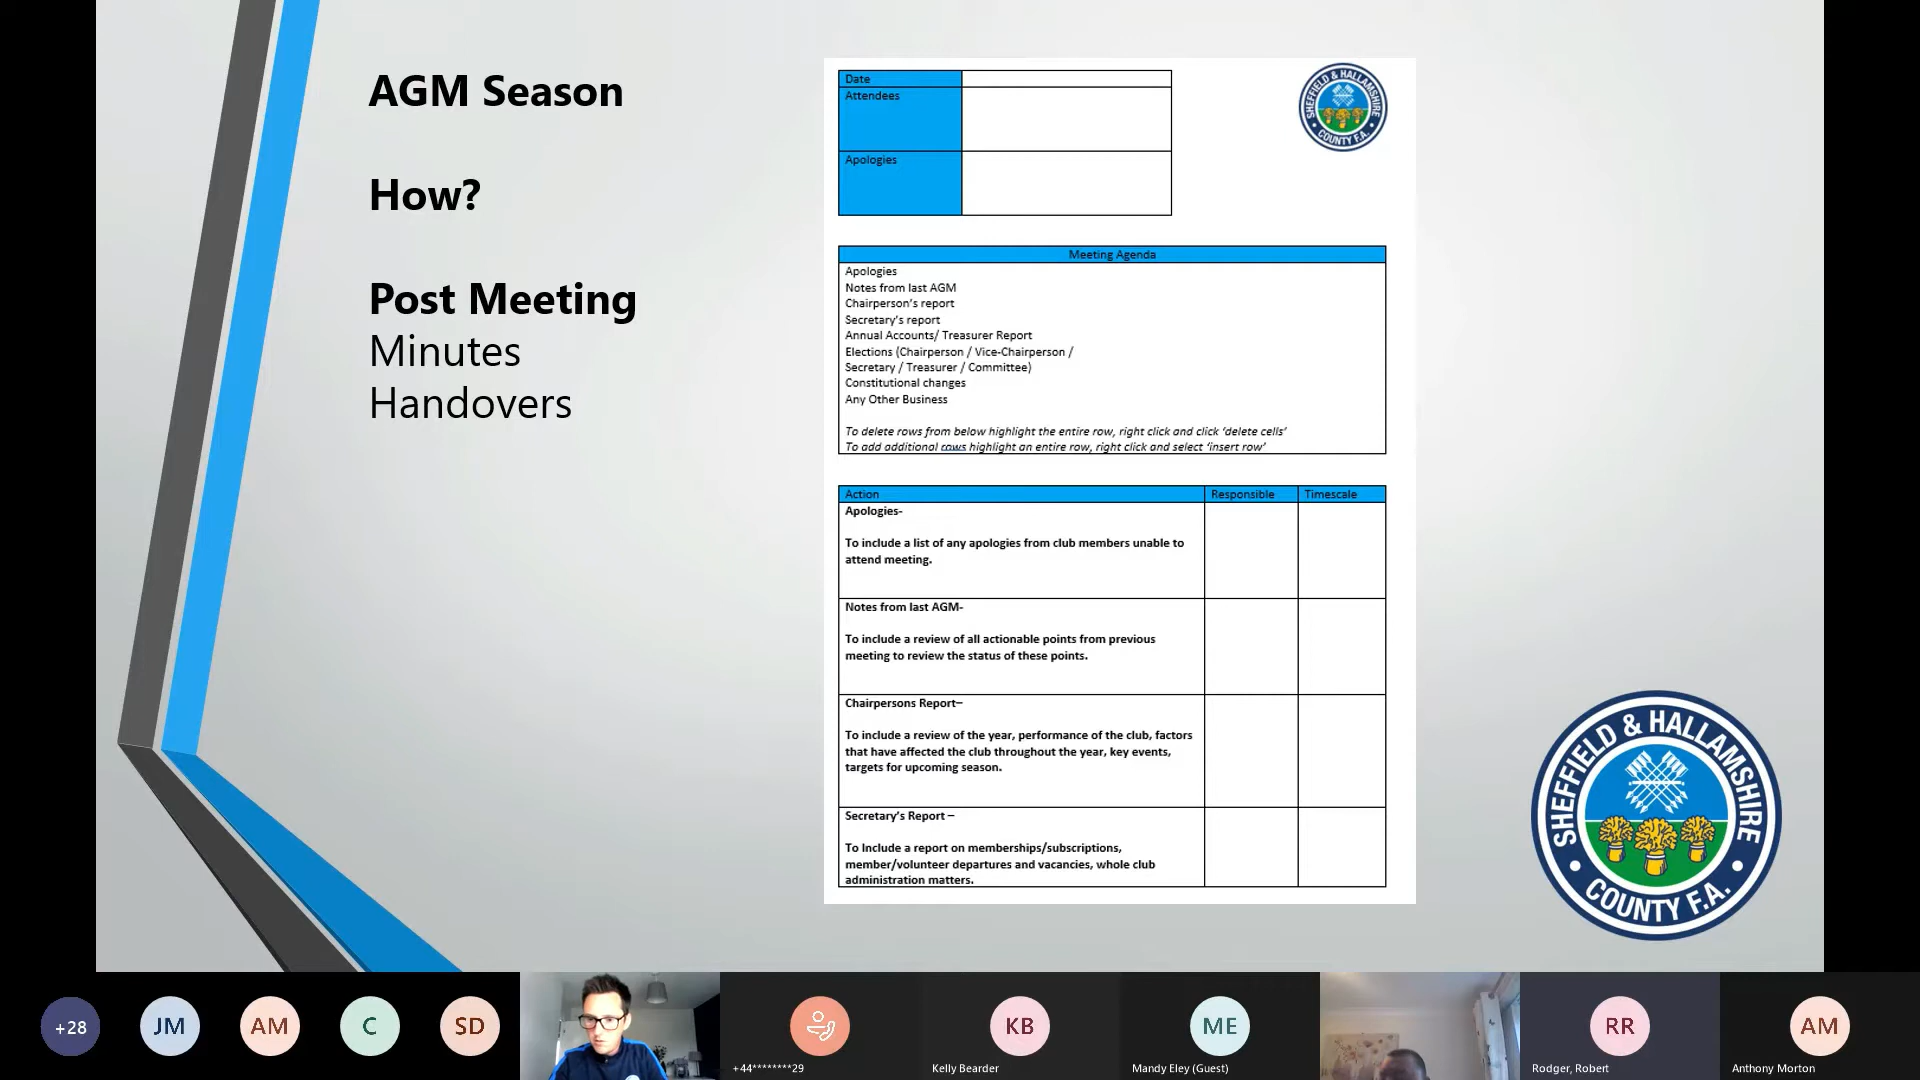 AGM Season
How?
Post Meeting
Minutes
Handovers
Date
Attendees
Apologies
SHEFFIELD & HALLAMSHIRE
COUNTY F.A.
Meeting Agenda
Apologies
Notes from last AGM
Chairperson's report
Secretary's report
Annual Accounts/ Treasurer Report
Elections (Chairperson / Vice-Chairperson /
Secretary / Treasurer / Committee)
Constitutional changes
Any Other Business
To delete rows from below highlight the entire row, right click and click 'delete cells'
To add additional rows highlight an entire row, right click and select 'insert row'
Action Responsible Timescale
Apologies-
To include a list of any apologies from club members unable to
attend meeting.
Notes from last AGM-
To include a review of all actionable points from previous
meeting to review the status of these points.
Chairpersons Report–
To include a review of the year, performance of the club, factors
that have affected the club throughout the year, key events,
targets for upcoming season.
Secretary's Report –
To Include a report on memberships/subscriptions,
member/volunteer departures and vacancies, whole club
administration matters.
SHEFFIELD & HALLAMSHIRE
COUNTY F.A.
+28
JM
AM
C
SD
+44********29
KB
Kelly Bearder
ME
Mandy Eley (Guest)
RR
Rodger, Robert
AM
Anthony Morton